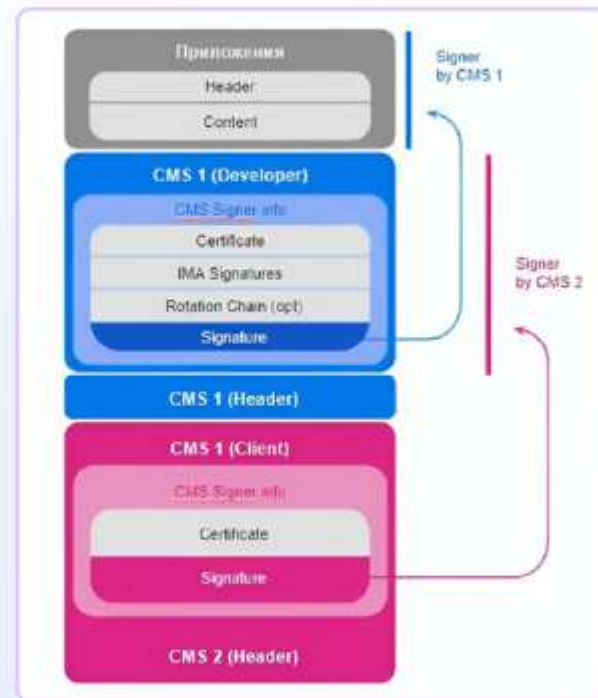 Приложения
Header
Content
Signer
by CMS 1
CMS 1 (Developer)
CMS Signer info
Certificate
IMA Signatures
Rotation Chain (opt)
Signature
Signer
by CMS 2
CMS 1 (Header)
CMS 1 (Client)
CMS Signer info
Certificate
Signature
CMS 2 (Header)